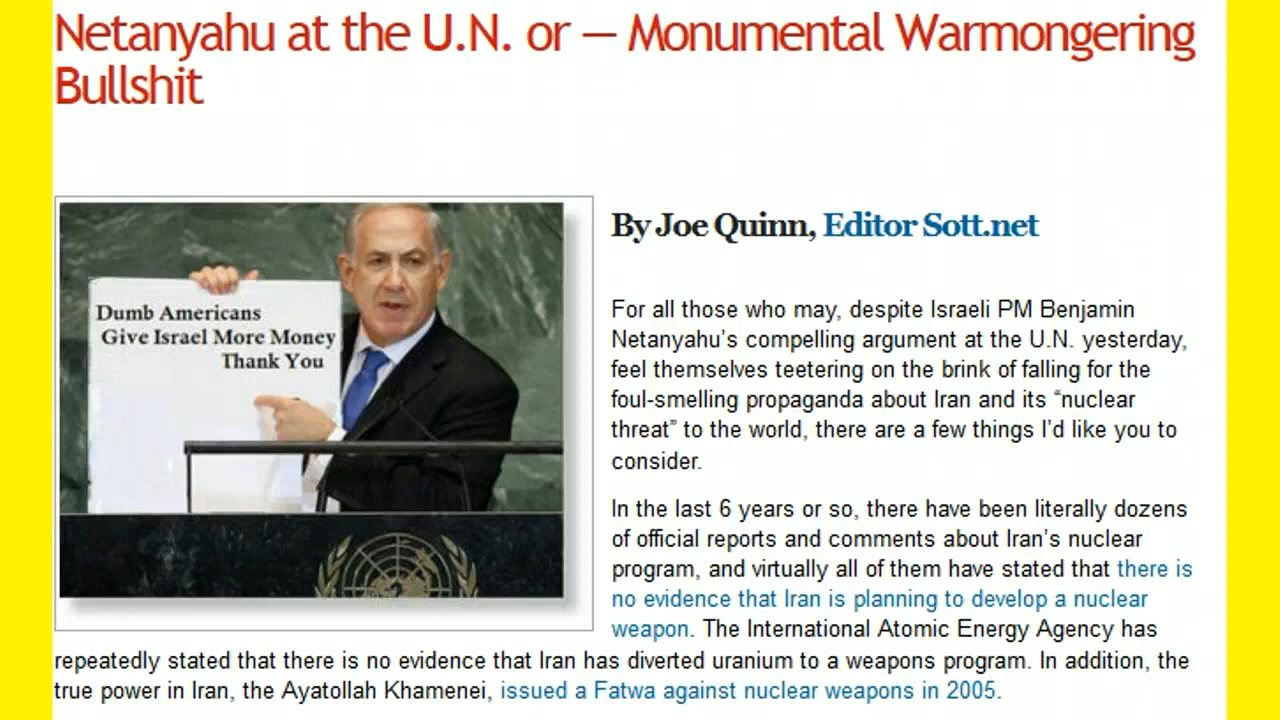 Netanyahu at the U.N. or — Monumental Warmongering
Bullshit
Dumb Americans
Give Israel More Money
Thank You
By Joe Quinn, Editor Sott.net
For all those who may, despite Israeli PM Benjamin
Netanyahu’s compelling argument at the U.N. yesterday,
feel themselves teetering on the brink of falling for the
foul-smelling propaganda about Iran and its “nuclear
threat” to the world, there are a few things I’d like you to
consider.
In the last 6 years or so, there have been literally dozens
of official reports and comments about Iran’s nuclear
program, and virtually all of them have stated that there is
no evidence that Iran is planning to develop a nuclear
weapon. The International Atomic Energy Agency has
repeatedly stated that there is no evidence that Iran has diverted uranium to a weapons program. In addition, the
true power in Iran, the Ayatollah Khamenei, issued a Fatwa against nuclear weapons in 2005.